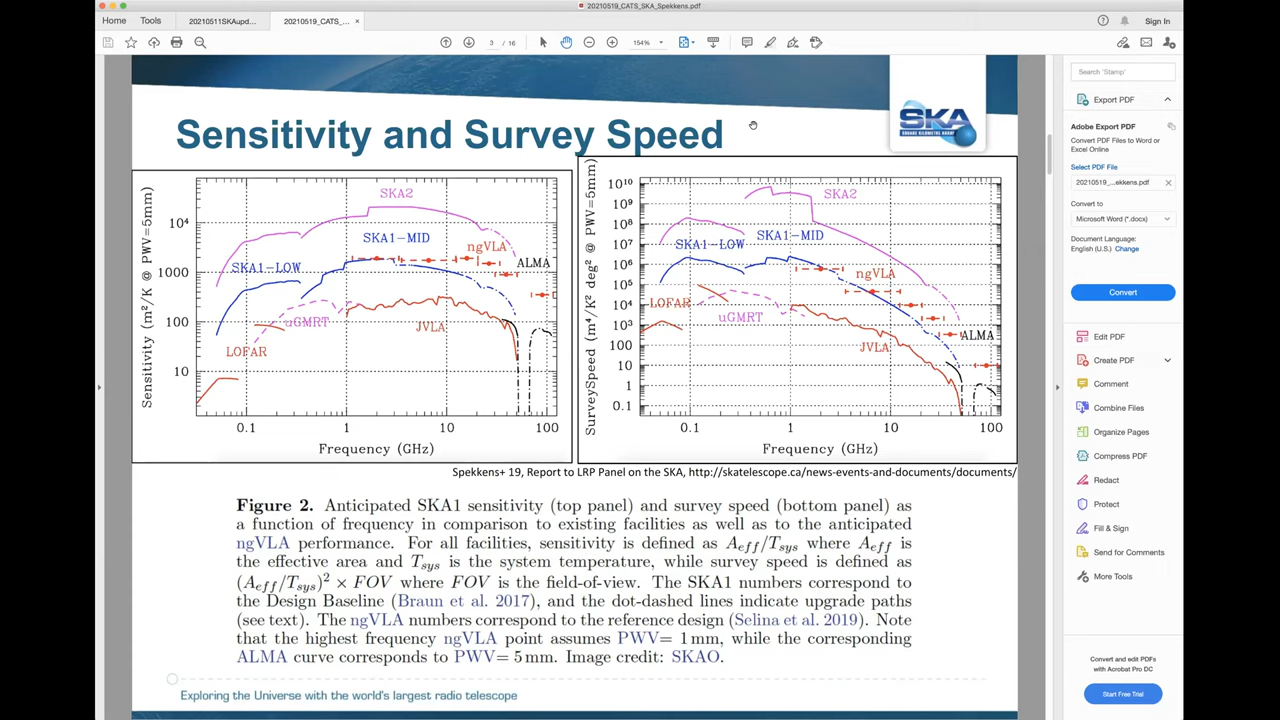 20210519_CATS_SKA_Spekkens.pdf
Home Tools 20210511SKAupd... 20210519_CATS_... × Sign In
3 / 16 154%
Search 'Stamp'
Export PDF
Adobe Export PDF
Convert PDF Files to Word or
Excel Online
Select PDF File
20210519_...ekkens.pdf
Convert to
Microsoft Word (*.docx)
Document Language:
English (U.S.) Change
Convert
Edit PDF
Create PDF
Comment
Combine Files
Organize Pages
Compress PDF
Redact
Protect
Fill & Sign
Send for Comments
More Tools
Convert and edit PDFs
with Acrobat Pro DC
Start Free Trial
SKA
SQUARE KILOMETRE ARRAY
Sensitivity and Survey Speed
Sensitivity (m²/K @ PWV=5mm)
10⁴
1000
100
10
0.1 1 10 100
Frequency (GHz)
SKA2
SKA1-MID
ngVLA
ALMA
SKA1-LOW
uGMRT
JVLA
LOFAR
SurveySpeed (m⁴/K² deg² @ PWV=5mm)
10¹⁰
10⁹
10⁸
10⁷
10⁶
10⁵
10⁴
10³
100
10
1
0.1
0.1 1 10 100
Frequency (GHz)
SKA2
SKA1-MID
SKA1-LOW
ngVLA
LOFAR
uGMRT
ALMA
JVLA
Spekkens+ 19, Report to LRP Panel on the SKA, http://skatelescope.ca/news-events-and-documents/documents/
Figure 2. Anticipated SKA1 sensitivity (top panel) and survey speed (bottom panel) as
a function of frequency in comparison to existing facilities as well as to the anticipated
ngVLA performance. For all facilities, sensitivity is defined as A_eff/T_sys where A_eff is
the effective area and T_sys is the system temperature, while survey speed is defined as
(A_eff/T_sys)² × FOV where FOV is the field-of-view. The SKA1 numbers correspond to
the Design Baseline (Braun et al. 2017), and the dot-dashed lines indicate upgrade paths
(see text). The ngVLA numbers correspond to the reference design (Selina et al. 2019). Note
that the highest frequency ngVLA point assumes PWV= 1 mm, while the corresponding
ALMA curve corresponds to PWV= 5 mm. Image credit: SKAO.
Exploring the Universe with the world's largest radio telescope